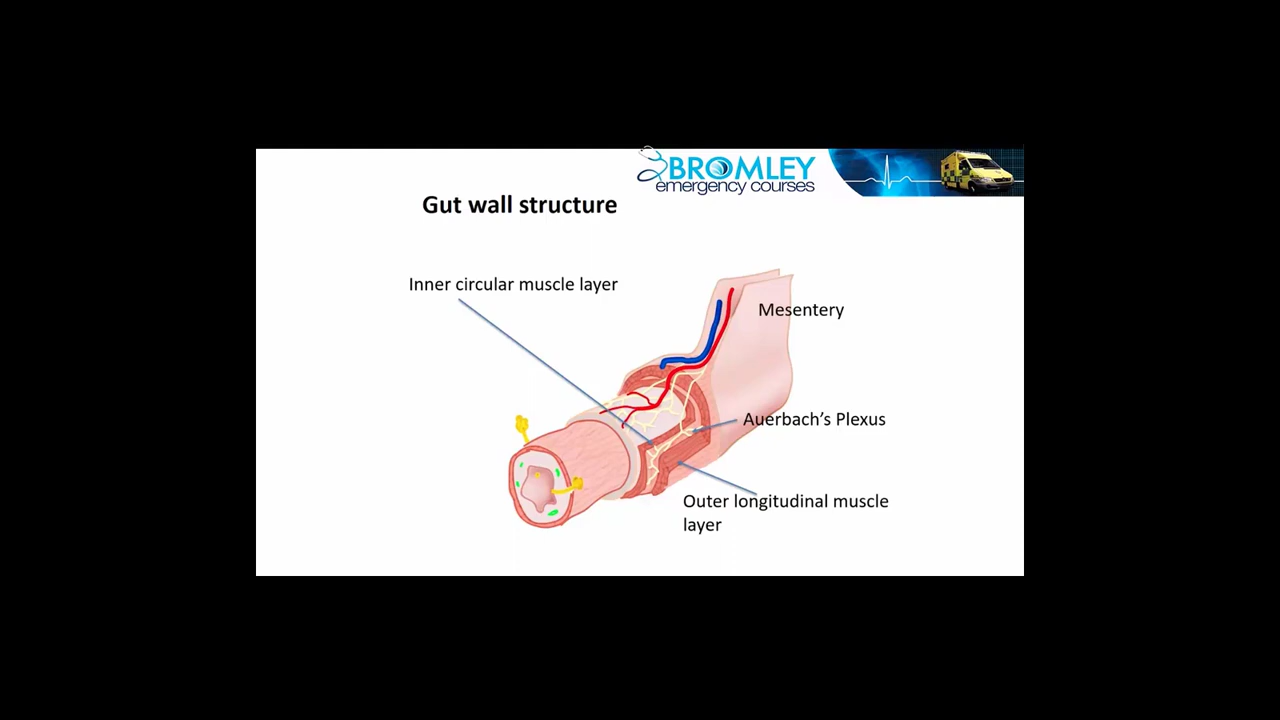 BROMLEY
emergency courses
Gut wall structure
Inner circular muscle layer
Mesentery
Auerbach’s Plexus
Outer longitudinal muscle
layer